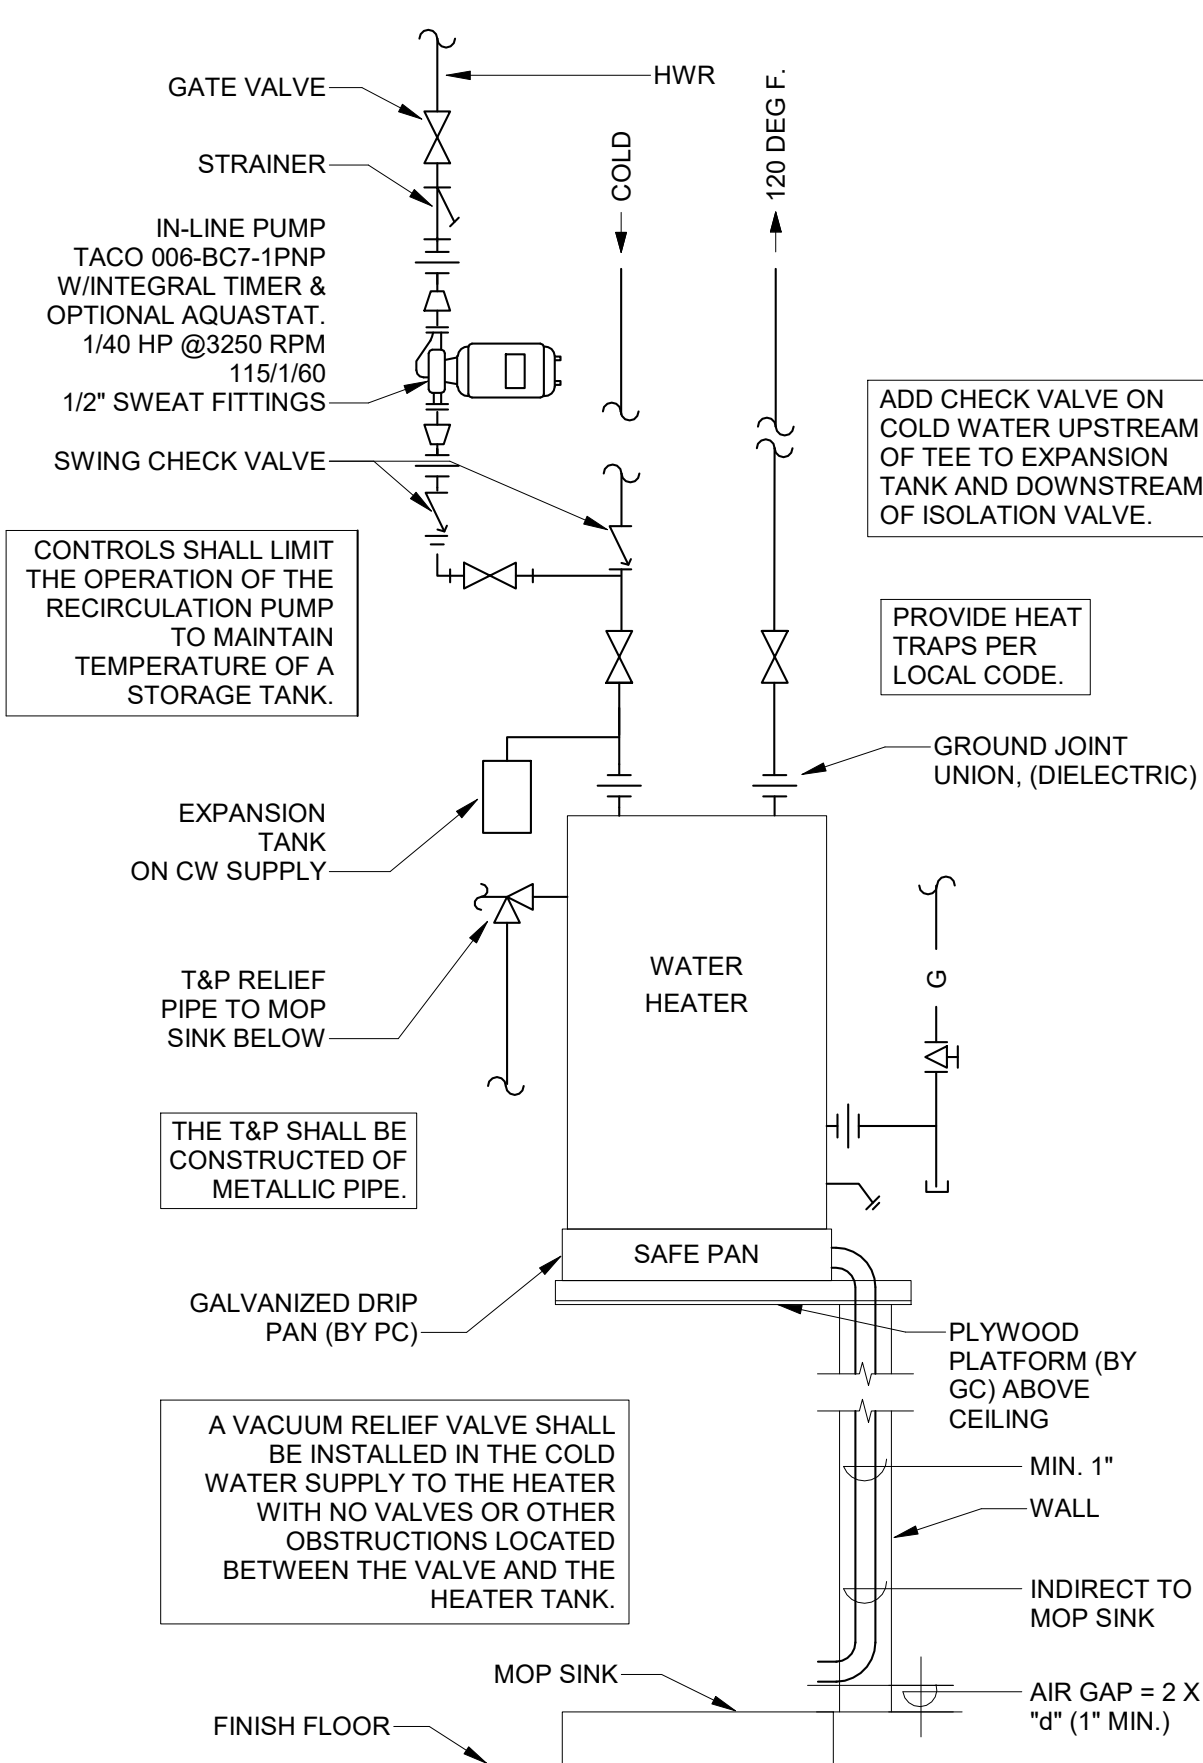 HWR
GATE VALVE
STRAINER
COLD
120 DEG F.
IN-LINE PUMP
TACO 006-BC7-1PNP
W/INTEGRAL TIMER &
OPTIONAL AQUASTAT.
1/40 HP @3250 RPM
115/1/60
1/2" SWEAT FITTINGS
SWING CHECK VALVE
ADD CHECK VALVE ON
COLD WATER UPSTREAM
OF TEE TO EXPANSION
TANK AND DOWNSTREAM
OF ISOLATION VALVE.
CONTROLS SHALL LIMIT
THE OPERATION OF THE
RECIRCULATION PUMP
TO MAINTAIN
TEMPERATURE OF A
STORAGE TANK.
PROVIDE HEAT
TRAPS PER
LOCAL CODE.
GROUND JOINT
UNION, (DIELECTRIC)
EXPANSION
TANK
ON CW SUPPLY
WATER
HEATER
G
T&P RELIEF
PIPE TO MOP
SINK BELOW
THE T&P SHALL BE
CONSTRUCTED OF
METALLIC PIPE.
SAFE PAN
GALVANIZED DRIP
PAN (BY PC)
PLYWOOD
PLATFORM (BY
GC) ABOVE
CEILING
A VACUUM RELIEF VALVE SHALL
BE INSTALLED IN THE COLD
WATER SUPPLY TO THE HEATER
WITH NO VALVES OR OTHER
OBSTRUCTIONS LOCATED
BETWEEN THE VALVE AND THE
HEATER TANK.
MIN. 1"
WALL
INDIRECT TO
MOP SINK
MOP SINK
AIR GAP = 2 X
"d" (1" MIN.)
FINISH FLOOR